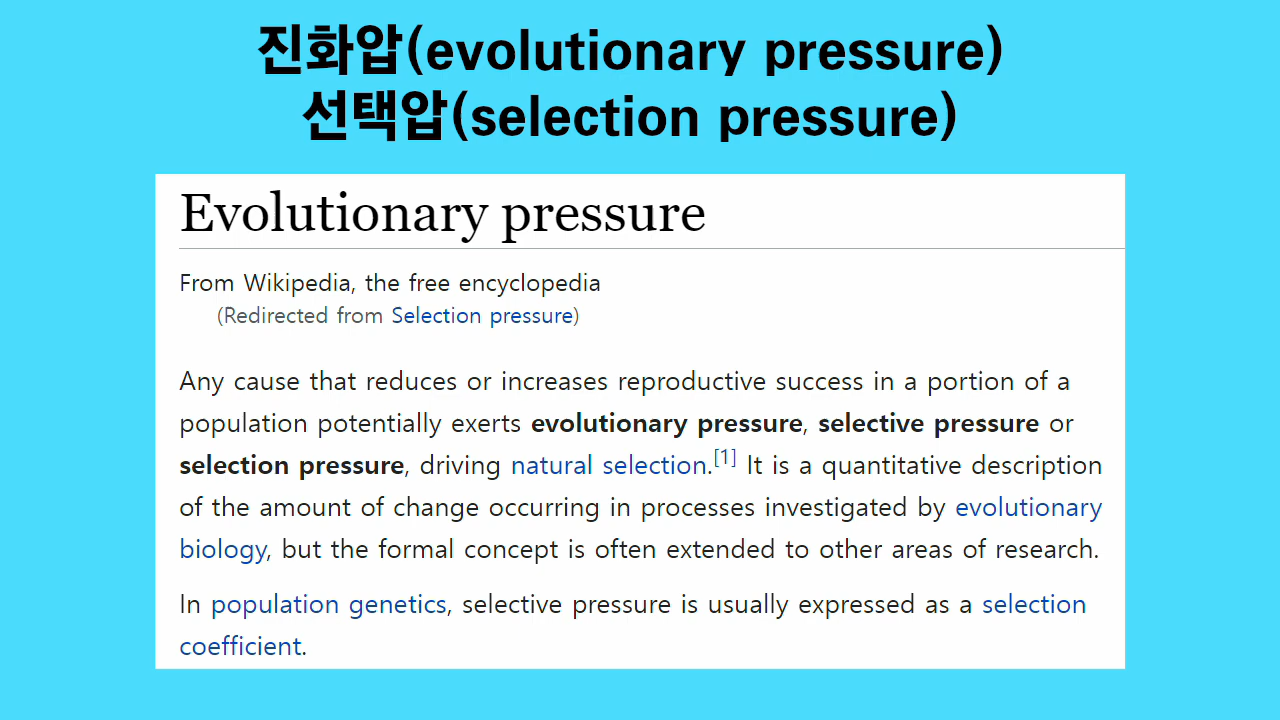 진화압(evolutionary pressure)
선택압(selection pressure)
Evolutionary pressure
From Wikipedia, the free encyclopedia
(Redirected from Selection pressure)
Any cause that reduces or increases reproductive success in a portion of a
population potentially exerts evolutionary pressure, selective pressure or
selection pressure, driving natural selection.[1] It is a quantitative description
of the amount of change occurring in processes investigated by evolutionary
biology, but the formal concept is often extended to other areas of research.
In population genetics, selective pressure is usually expressed as a selection
coefficient.